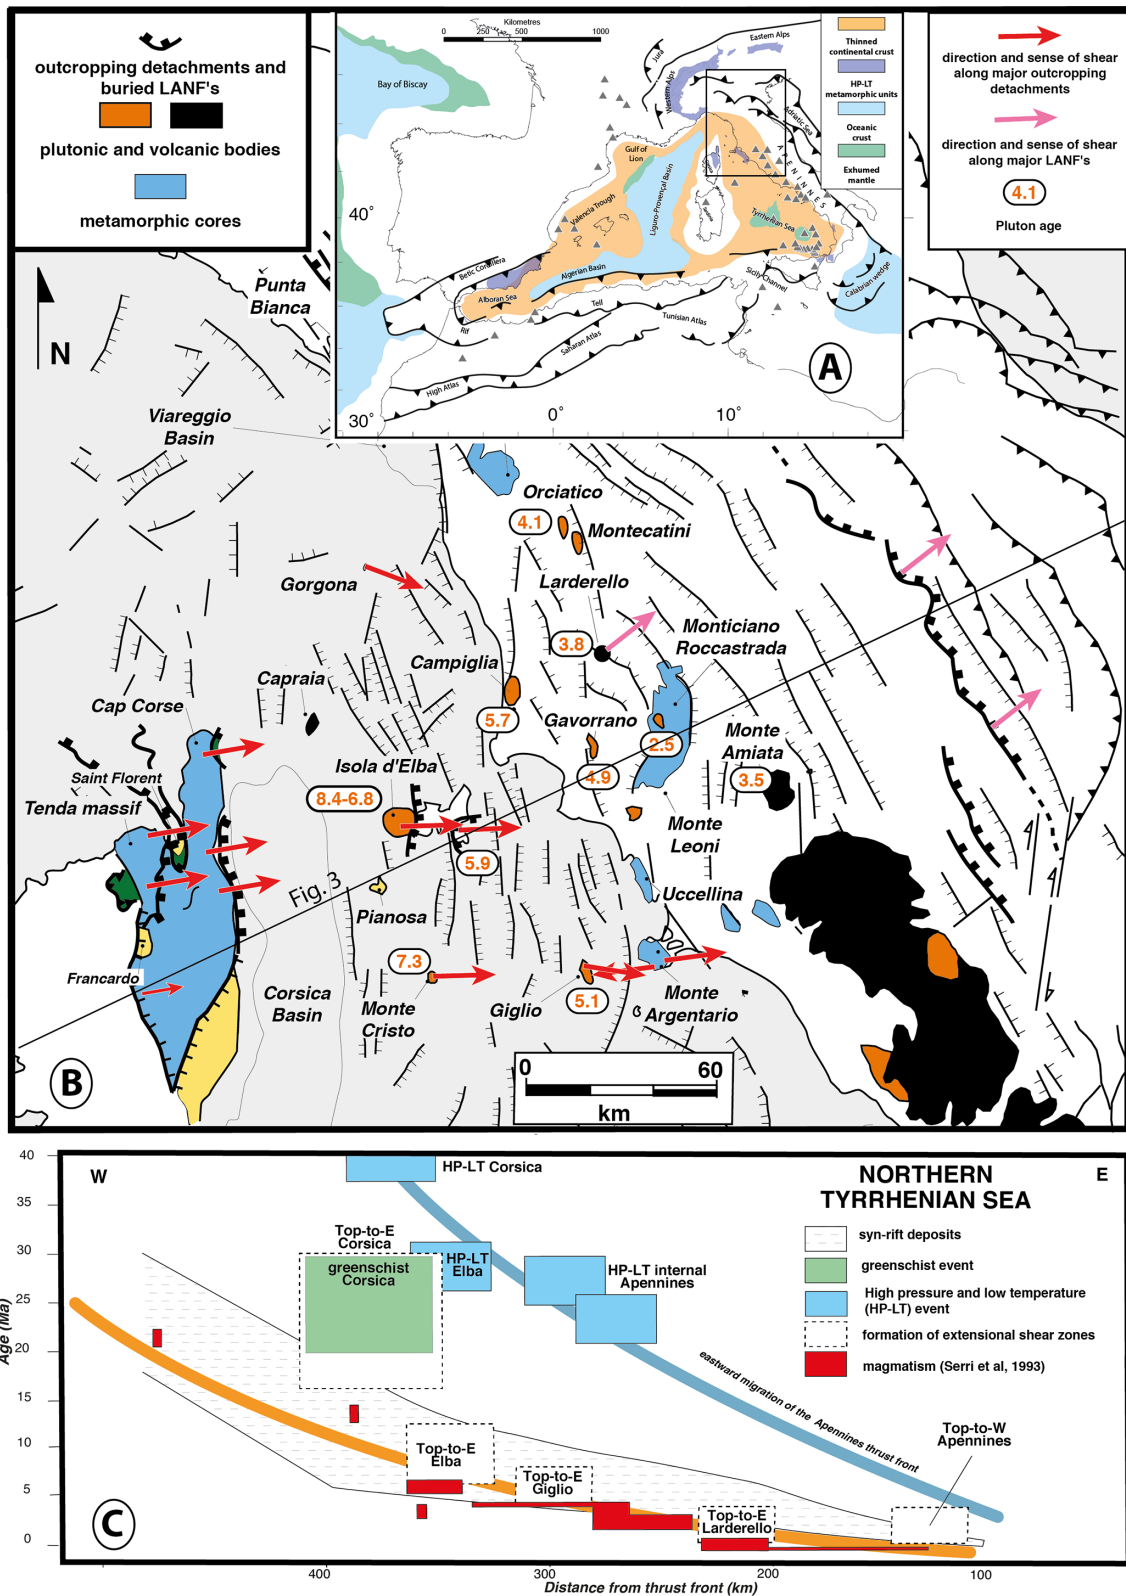 outcropping detachments and
buried LANF's
plutonic and volcanic bodies
metamorphic cores
Kilometres
0 250 500 1000
Bay of Biscay
Jura
Western Alps
Eastern Alps
Adriatic Sea
APENINNES
Gulf of
Lion
Valencia Trough
Liguro-Provençal Basin
Corsica
Sardinia
Tyrrhenian Sea
Betic Cordillera
Alboran Sea
Algerian Basin
Sicily Channel
Calabrian wedge
Rif
Tell
Tunisian Atlas
Saharan Atlas
High Atlas
40°
30°
0°
10°
A
Thinned
continental crust
HP-LT
metamorphic units
Oceanic
crust
Exhumed
mantle
direction and sense of shear
along major outcropping
detachments
direction and sense of shear
along major LANF's
4.1
Pluton age
N
Punta
Bianca
Viareggio
Basin
Orciatico
4.1
Montecatini
Gorgona
Larderello
3.8
Monticiano
Roccastrada
Campiglia
5.7
Capraia
Cap Corse
Gavorrano
4.9
2.5
Monte
Amiata
3.5
Saint Florent
Tenda massif
Isola d'Elba
8.4-6.8
5.9
Monte
Leoni
Fig. 3
Pianosa
Uccellina
7.3
Francardo
Corsica
Basin
Monte
Cristo
Giglio
5.1
Monte
Argentario
B
0 60
km
40
35
30
25
20
15
10
5
0
Age (Ma)
W
E
HP-LT Corsica
NORTHERN
TYRRHENIAN SEA
Top-to-E
Corsica
greenschist
Corsica
HP-LT
Elba
HP-LT internal
Apennines
syn-rift deposits
greenschist event
High pressure and low temperature
(HP-LT) event
formation of extensional shear zones
magmatism (Serri et al, 1993)
eastward migration of the Apennines thrust front
Top-to-W
Apennines
Top-to-E
Elba
Top-to-E
Giglio
Top-to-E
Larderello
C
400 300 200 100
Distance from thrust front (km)